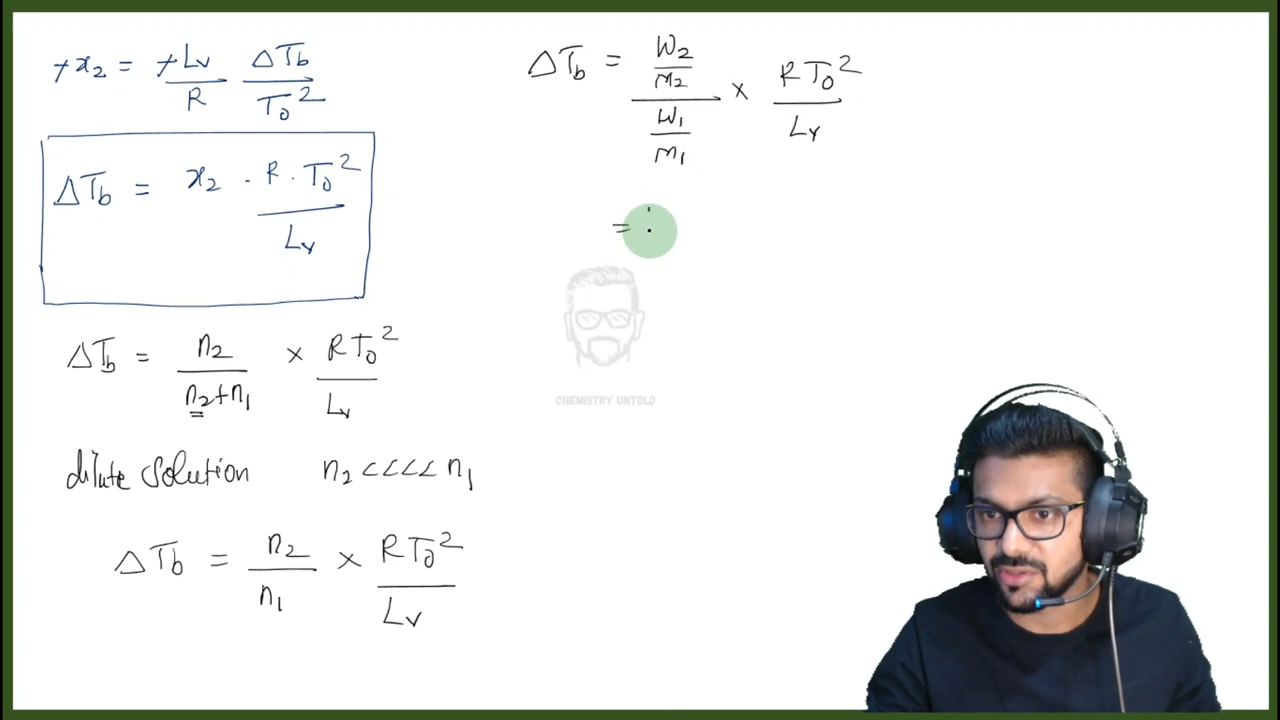 +x₂ = +Lv/R ΔTb/T₀²
ΔTb = x₂ · R · T₀²/Lv
ΔTb = n₂/(n₂+n₁) × RT₀²/Lv
dilute solution n₂ <<<< n₁
ΔTb = n₂/n₁ × RT₀²/Lv
ΔTb = (W₂/M₂)/(W₁/M₁) × RT₀²/Lv
=
CHEMISTRY UNTOLD